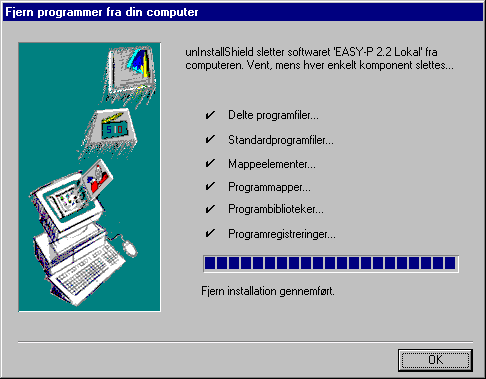 Fjern programmer fra din computer
unInstallShield sletter softwaret 'EASY-P 2.2 Lokal' fra
computeren. Vent, mens hver enkelt komponent slettes...
Delte programfiler...
Standardprogramfiler...
Mappeelementer...
Programmapper...
Programbiblioteker...
Programregistreringer...
Fjern installation gennemført.
OK